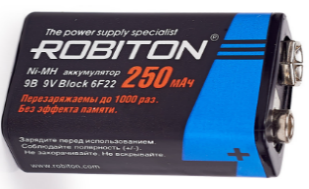 The power supply specialist
ROBITON®
Ni-MH аккумулятор 250 мАч
9В 9V Block 6F22
Перезаряжаемы до 1000 раз.
Без эффекта памяти.
Зарядите перед использованием.
Соблюдайте полярность (+/-).
Не закорачивайте. Не вскрывайте.
www.robiton.com
+